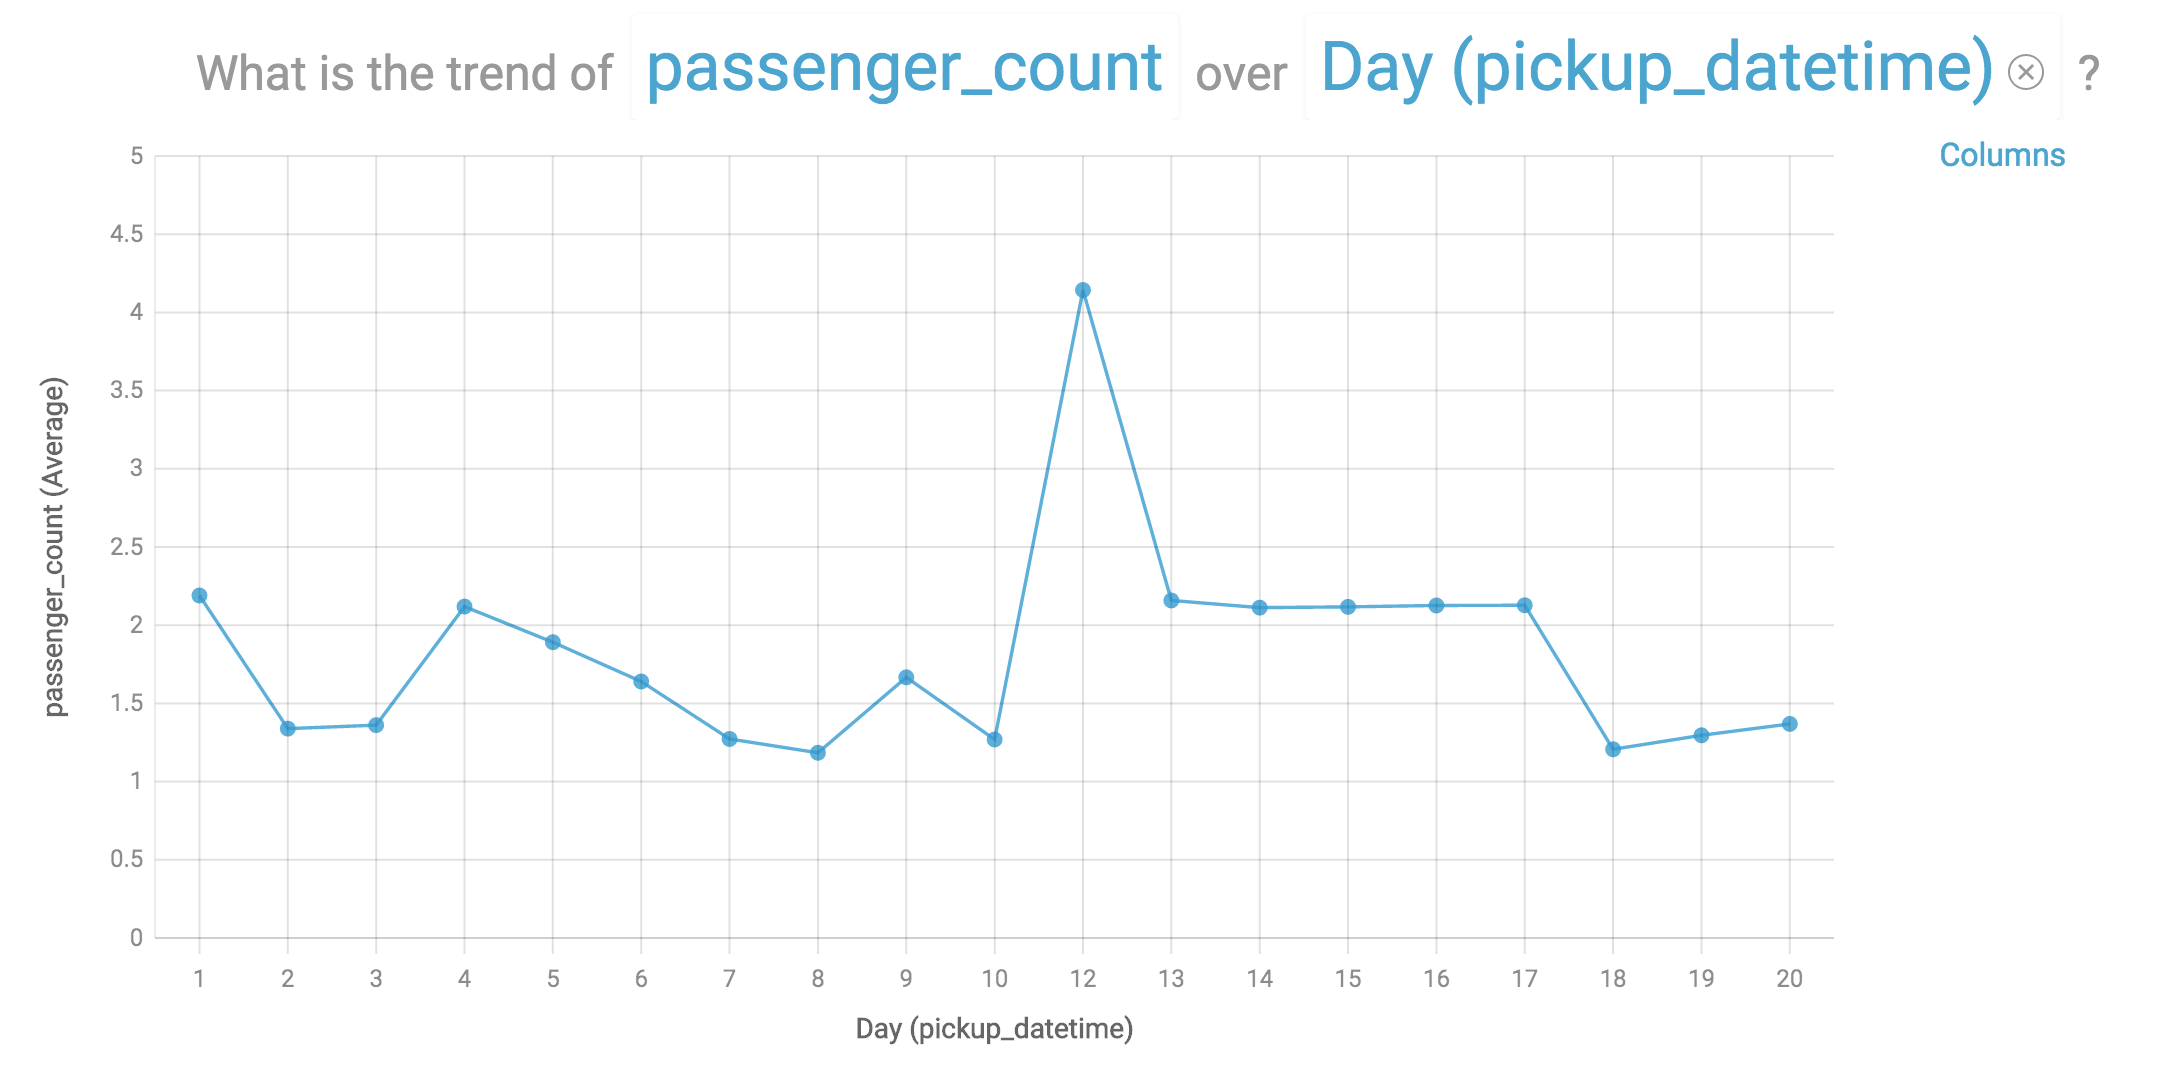 What is the trend of passenger_count over Day (pickup_datetime) ?
Columns
5
4.5
4
3.5
3
2.5
2
1.5
1
0.5
0
passenger_count (Average)
1 2 3 4 5 6 7 8 9 10 12 13 14 15 16 17 18 19 20
Day (pickup_datetime)